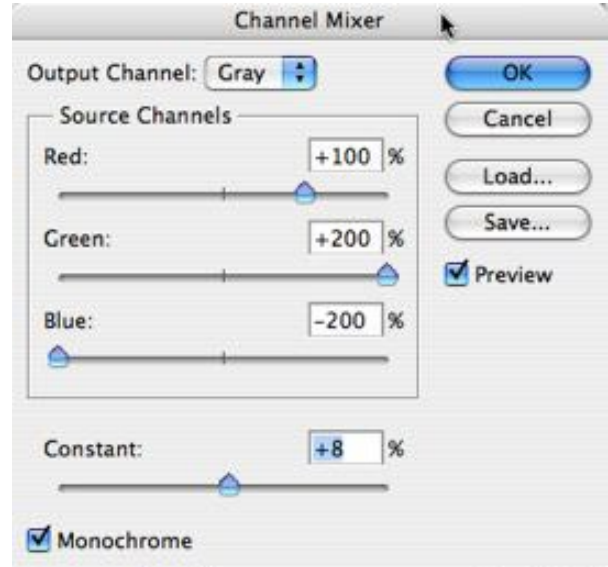 Channel Mixer
Output Channel: Gray
OK
Source Channels
Cancel
Red: +100 %
Load...
Green: +200 %
Save...
Preview
Blue: -200 %
Constant: +8 %
Monochrome